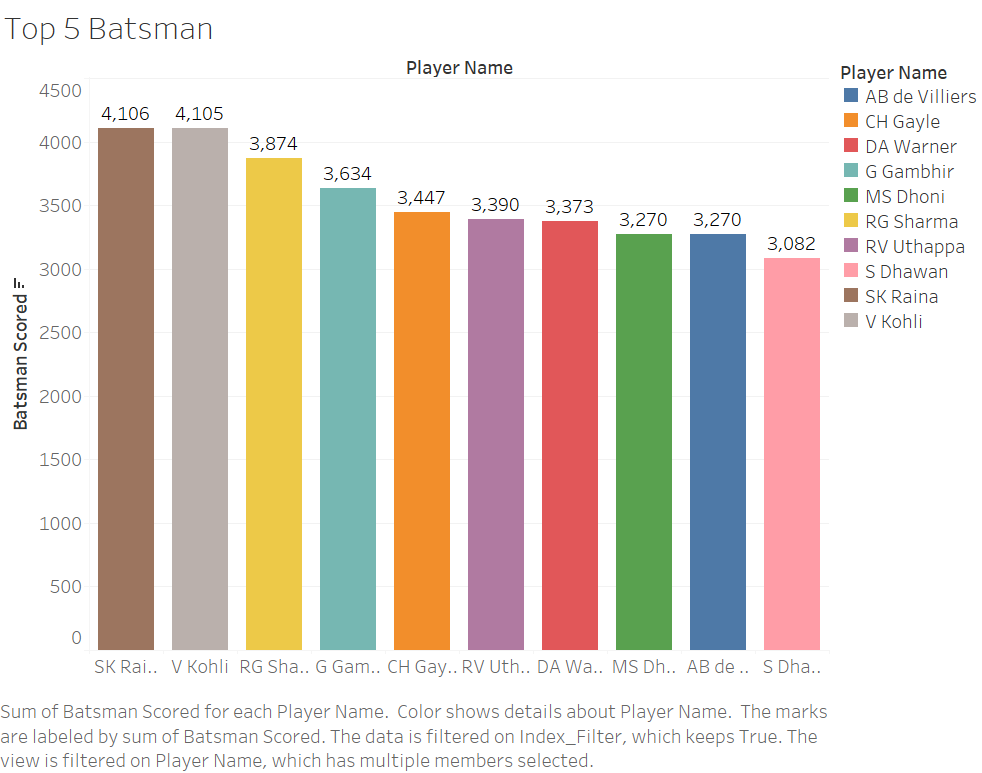 Top 5 Batsman
Player Name
Player Name
AB de Villiers
CH Gayle
DA Warner
G Gambhir
MS Dhoni
RG Sharma
RV Uthappa
S Dhawan
SK Raina
V Kohli
Batsman Scored
4500
4000
3500
3000
2500
2000
1500
1000
500
0
4,106
4,105
3,874
3,634
3,447
3,390
3,373
3,270
3,270
3,082
SK Rai..
V Kohli
RG Sha..
G Gam..
CH Gay..
RV Uth..
DA Wa..
MS Dh..
AB de ..
S Dha..
Sum of Batsman Scored for each Player Name.  Color shows details about Player Name.  The marks
are labeled by sum of Batsman Scored. The data is filtered on Index_Filter, which keeps True. The
view is filtered on Player Name, which has multiple members selected.